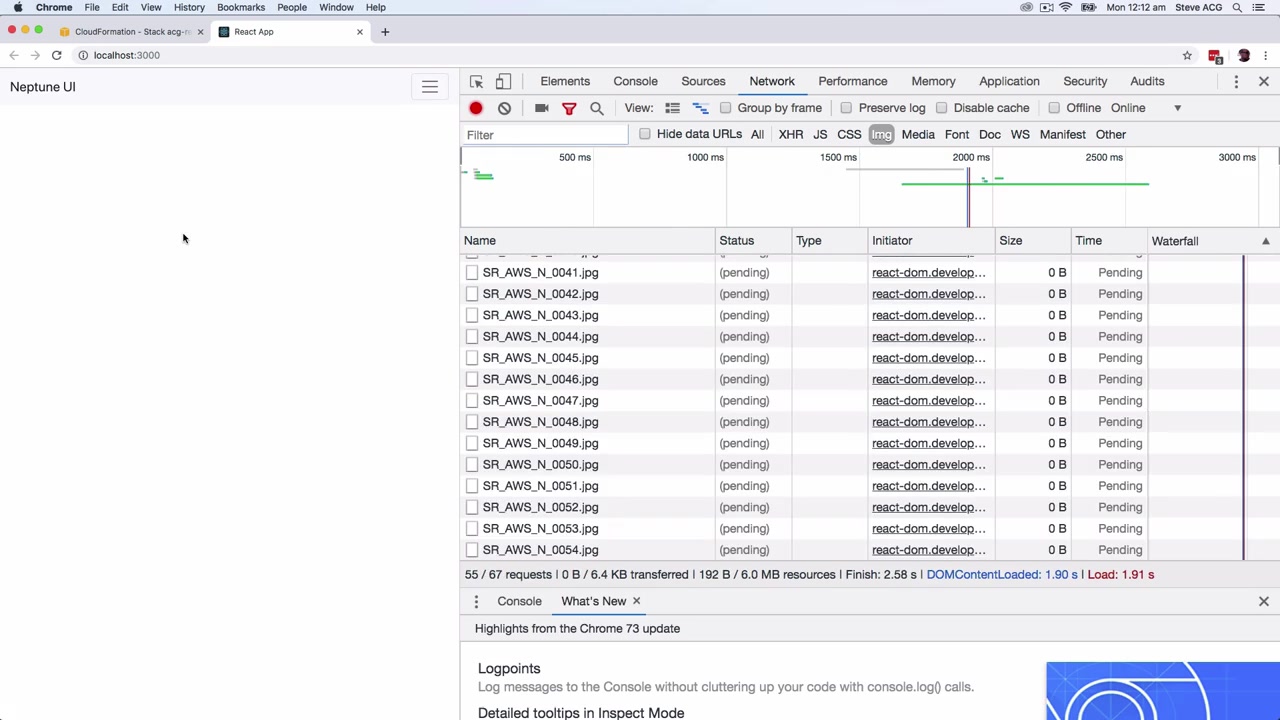 Chrome File Edit View History Bookmarks People Window Help Mon 12:12 am Steve ACG
CloudFormation - Stack acg-re React App
localhost:3000
Neptune UI
Elements Console Sources Network Performance Memory Application Security Audits
View: Group by frame Preserve log Disable cache Offline Online
Filter Hide data URLs All XHR JS CSS Img Media Font Doc WS Manifest Other
500 ms 1000 ms 1500 ms 2000 ms 2500 ms 3000 ms
Name Status Type Initiator Size Time Waterfall
SR_AWS_N_0041.jpg (pending) react-dom.develop… 0 B Pending
SR_AWS_N_0042.jpg (pending) react-dom.develop… 0 B Pending
SR_AWS_N_0043.jpg (pending) react-dom.develop… 0 B Pending
SR_AWS_N_0044.jpg (pending) react-dom.develop… 0 B Pending
SR_AWS_N_0045.jpg (pending) react-dom.develop… 0 B Pending
SR_AWS_N_0046.jpg (pending) react-dom.develop… 0 B Pending
SR_AWS_N_0047.jpg (pending) react-dom.develop… 0 B Pending
SR_AWS_N_0048.jpg (pending) react-dom.develop… 0 B Pending
SR_AWS_N_0049.jpg (pending) react-dom.develop… 0 B Pending
SR_AWS_N_0050.jpg (pending) react-dom.develop… 0 B Pending
SR_AWS_N_0051.jpg (pending) react-dom.develop… 0 B Pending
SR_AWS_N_0052.jpg (pending) react-dom.develop… 0 B Pending
SR_AWS_N_0053.jpg (pending) react-dom.develop… 0 B Pending
SR_AWS_N_0054.jpg (pending) react-dom.develop… 0 B Pending
55 / 67 requests | 0 B / 6.4 KB transferred | 192 B / 6.0 MB resources | Finish: 2.58 s | DOMContentLoaded: 1.90 s | Load: 1.91 s
Console What's New
Highlights from the Chrome 73 update
Logpoints
Log messages to the Console without cluttering up your code with console.log() calls.
Detailed tooltips in Inspect Mode